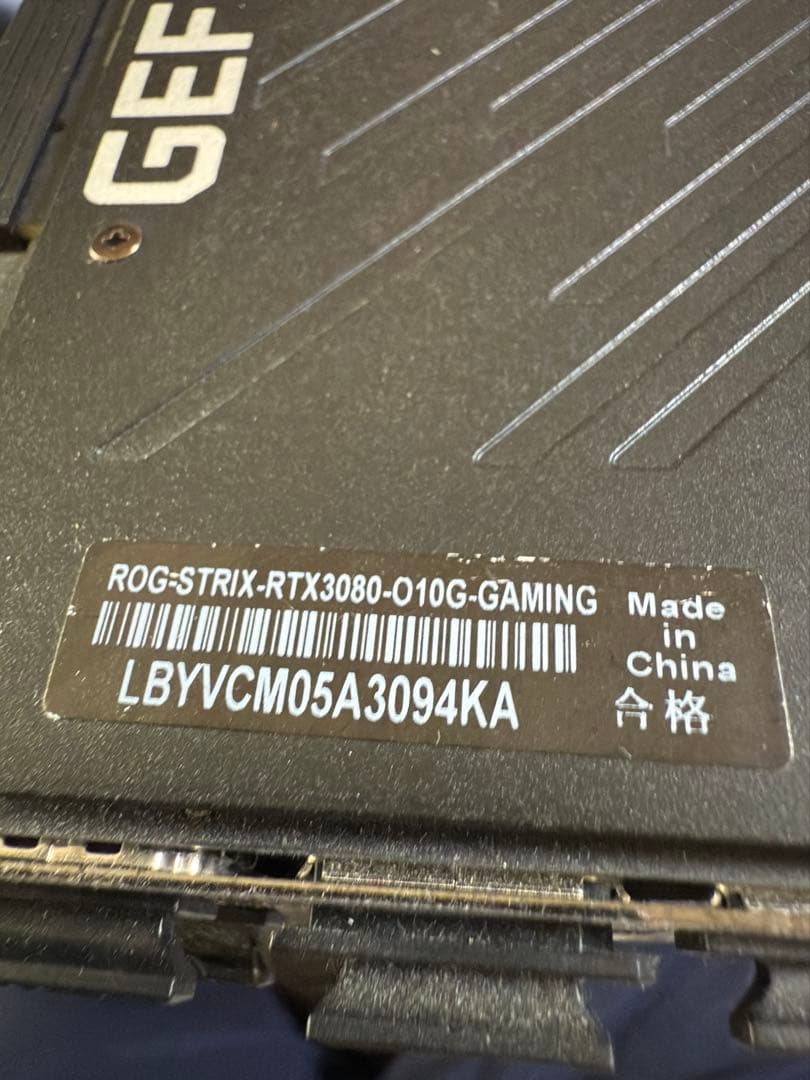 GEF
ROG-STRIX-RTX3080-O10G-GAMING
LBYVCM05A3094KA
Made
in
China
合格